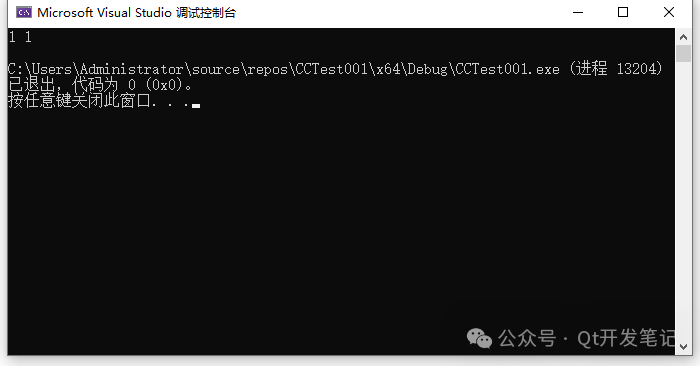 Microsoft Visual Studio 调试控制台
1 1
C:\Users\Administrator\source\repos\CCTest001\x64\Debug\CCTest001.exe (进程 13204)
已退出，代码为 0 (0x0)。
按任意键关闭此窗口. . .
公众号 · Qt开发笔记